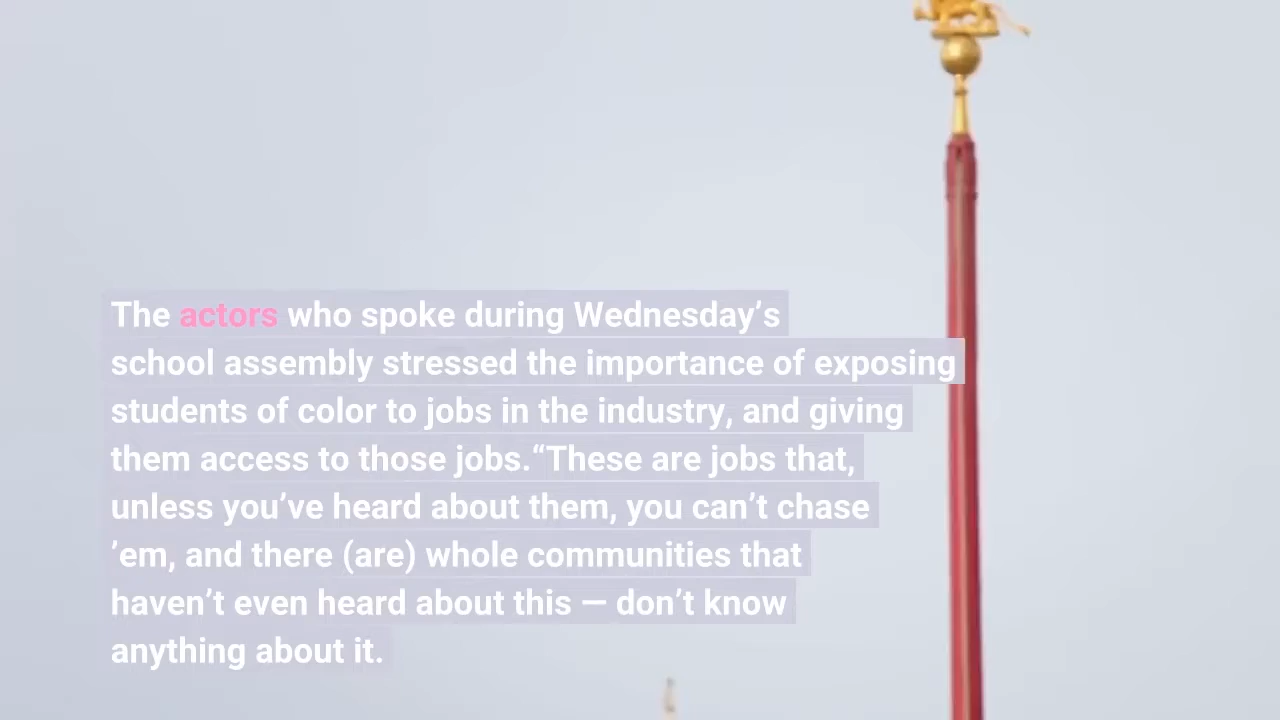 The actors who spoke during Wednesday’s
school assembly stressed the importance of exposing
students of color to jobs in the industry, and giving
them access to those jobs.“These are jobs that,
unless you’ve heard about them, you can’t chase
’em, and there (are) whole communities that
haven’t even heard about this — don’t know
anything about it.